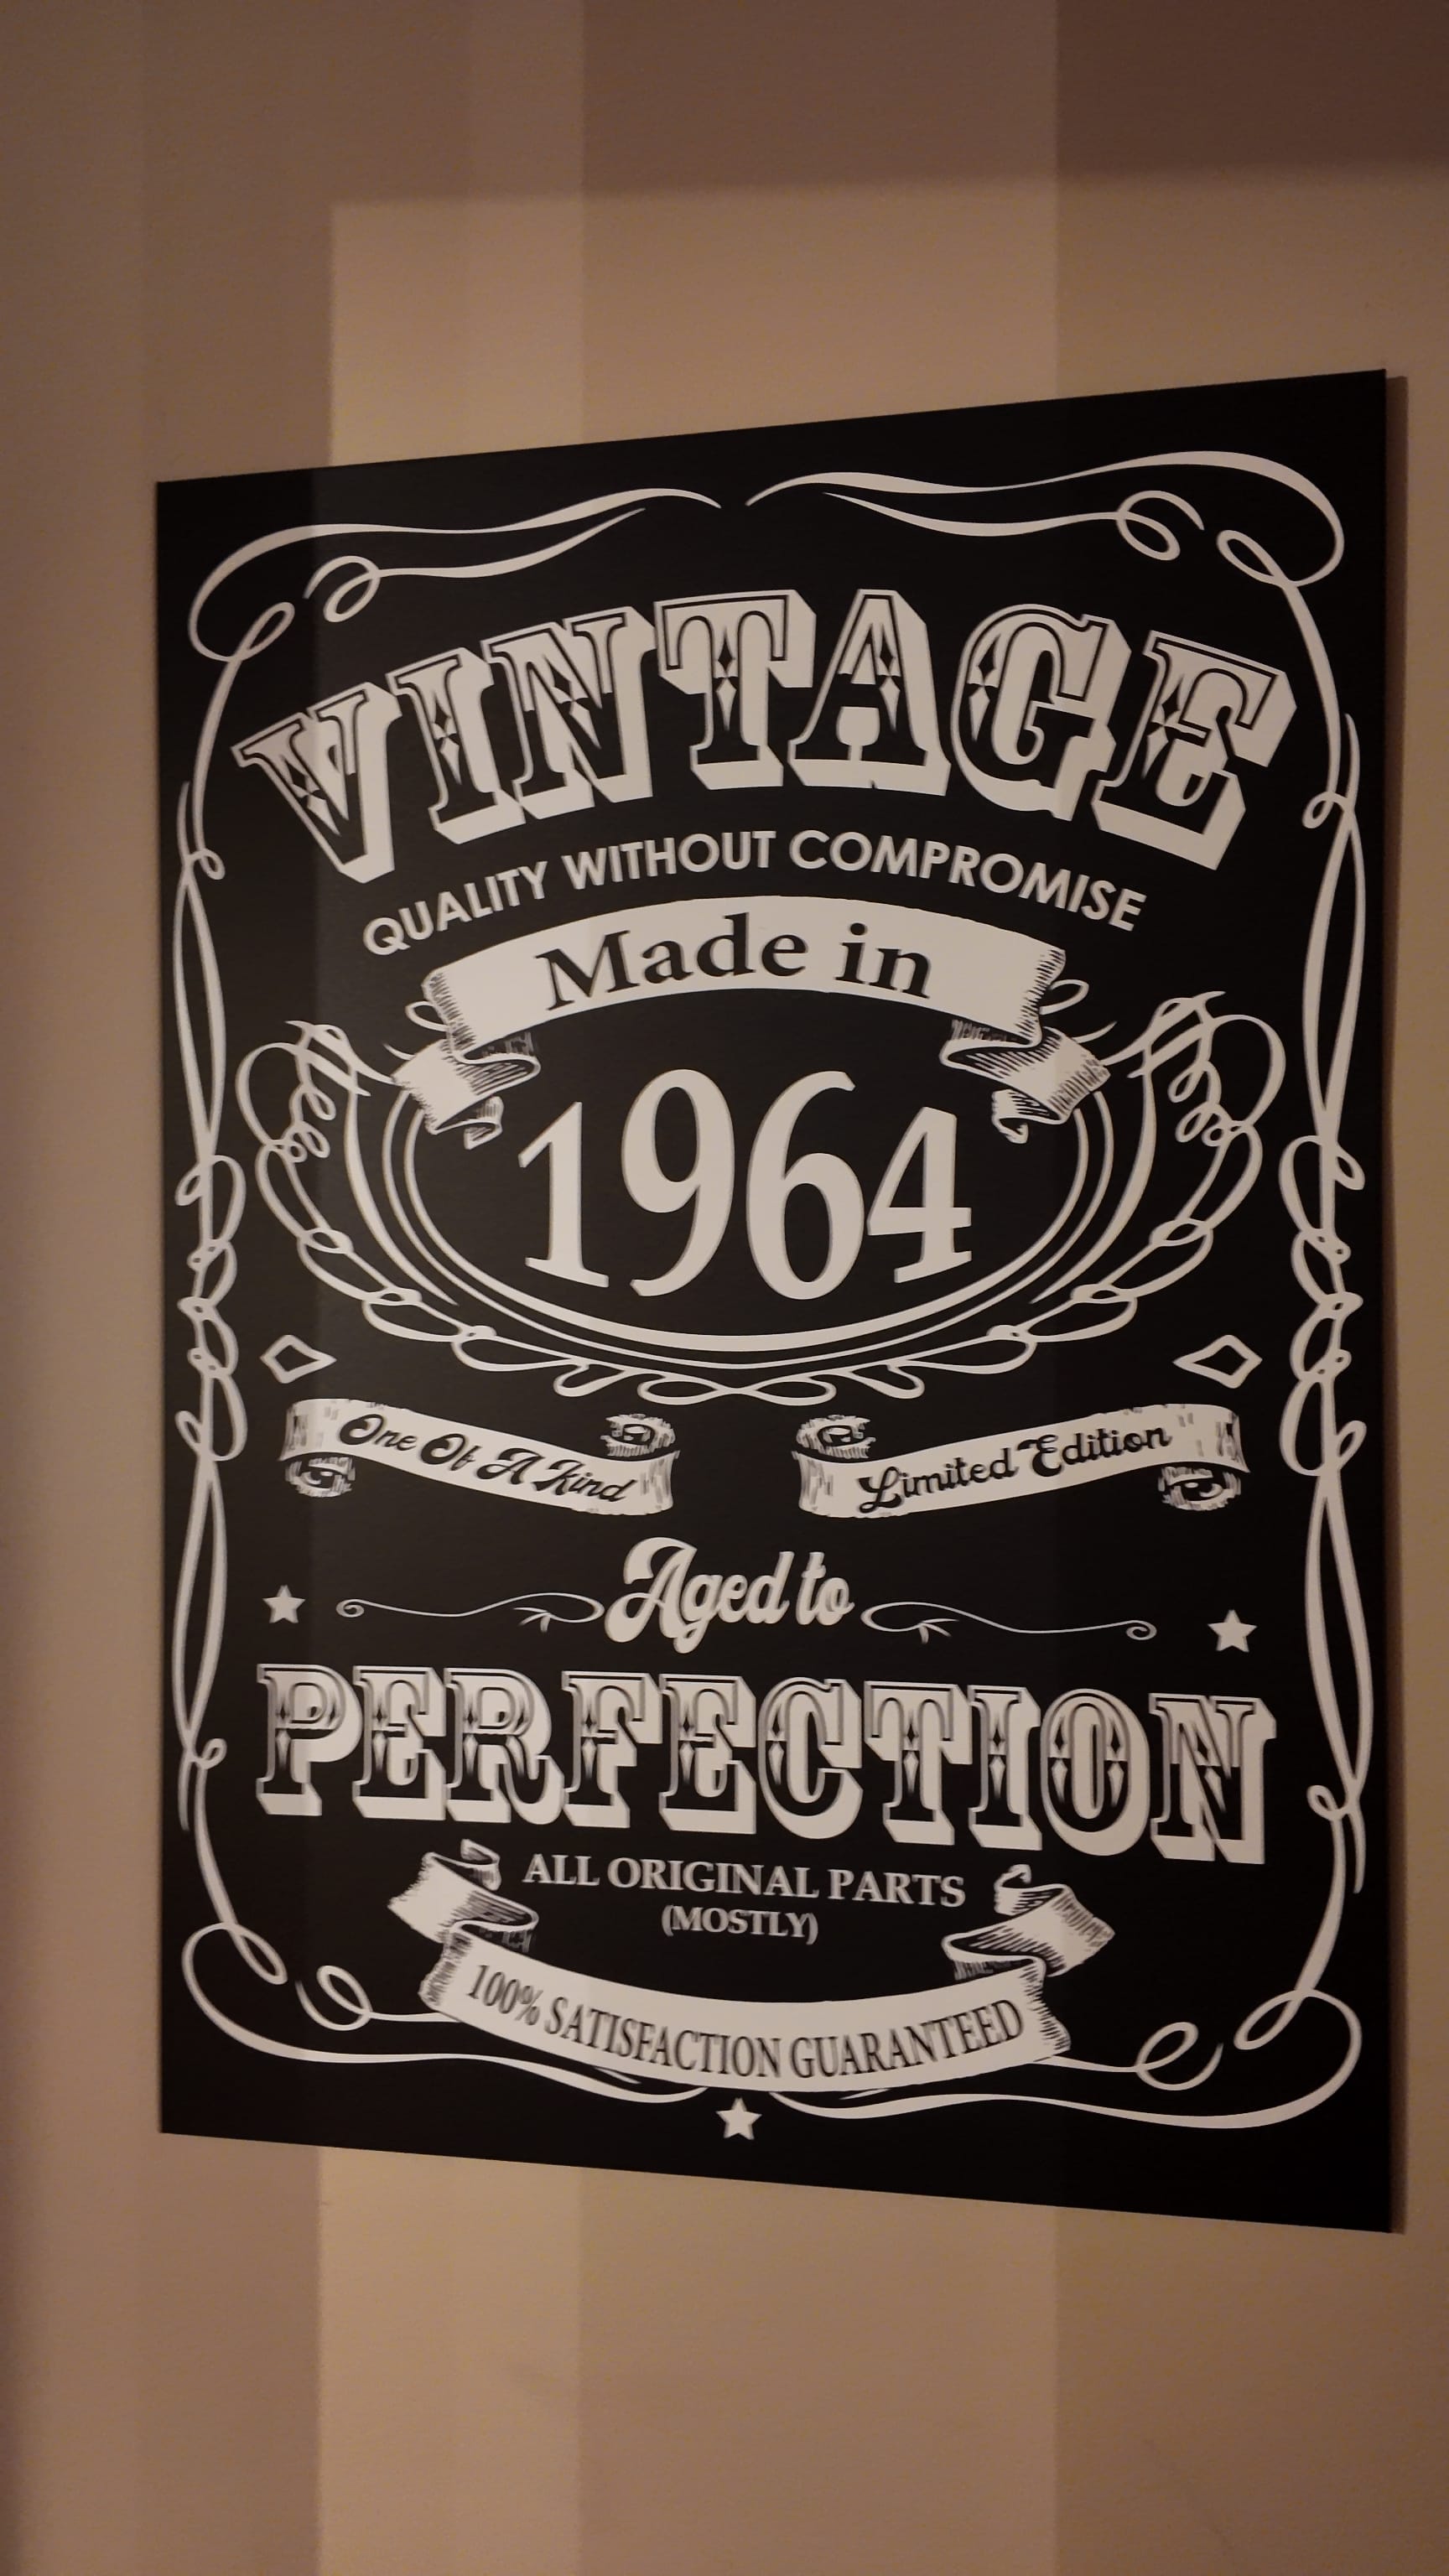 VINTAGE
QUALITY WITHOUT COMPROMISE
Made in
1964
One Of A Kind
Limited Edition
Aged to
PERFECTION
ALL ORIGINAL PARTS
(MOSTLY)
100% SATISFACTION GUARANTEED